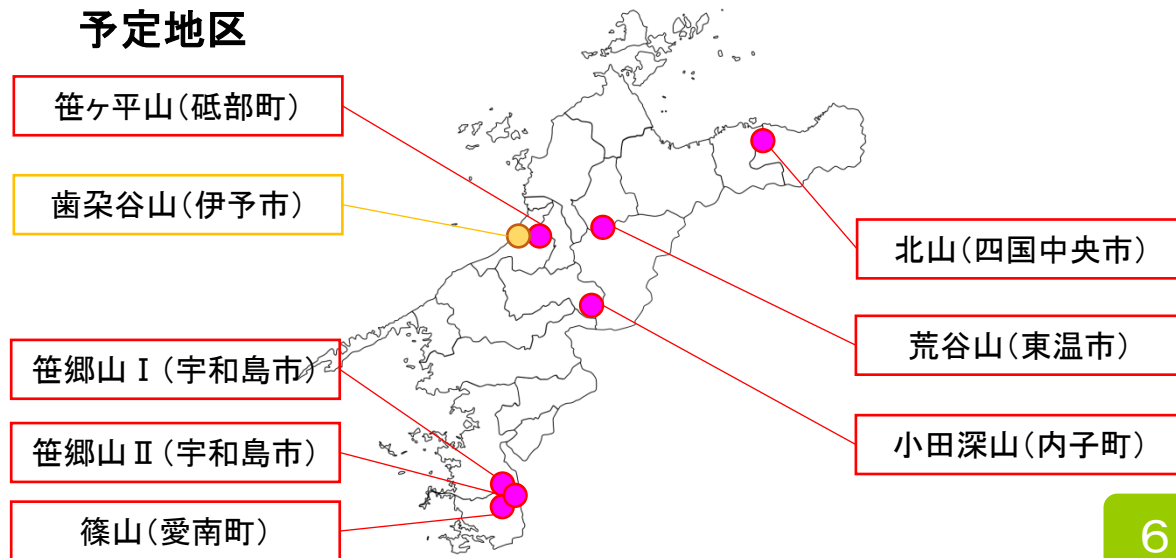 予定地区
笹ヶ平山(砥部町)
歯朶谷山(伊予市)
笹郷山Ⅰ(宇和島市)
笹郷山Ⅱ(宇和島市)
篠山(愛南町)
北山(四国中央市)
荒谷山(東温市)
小田深山(内子町)
6